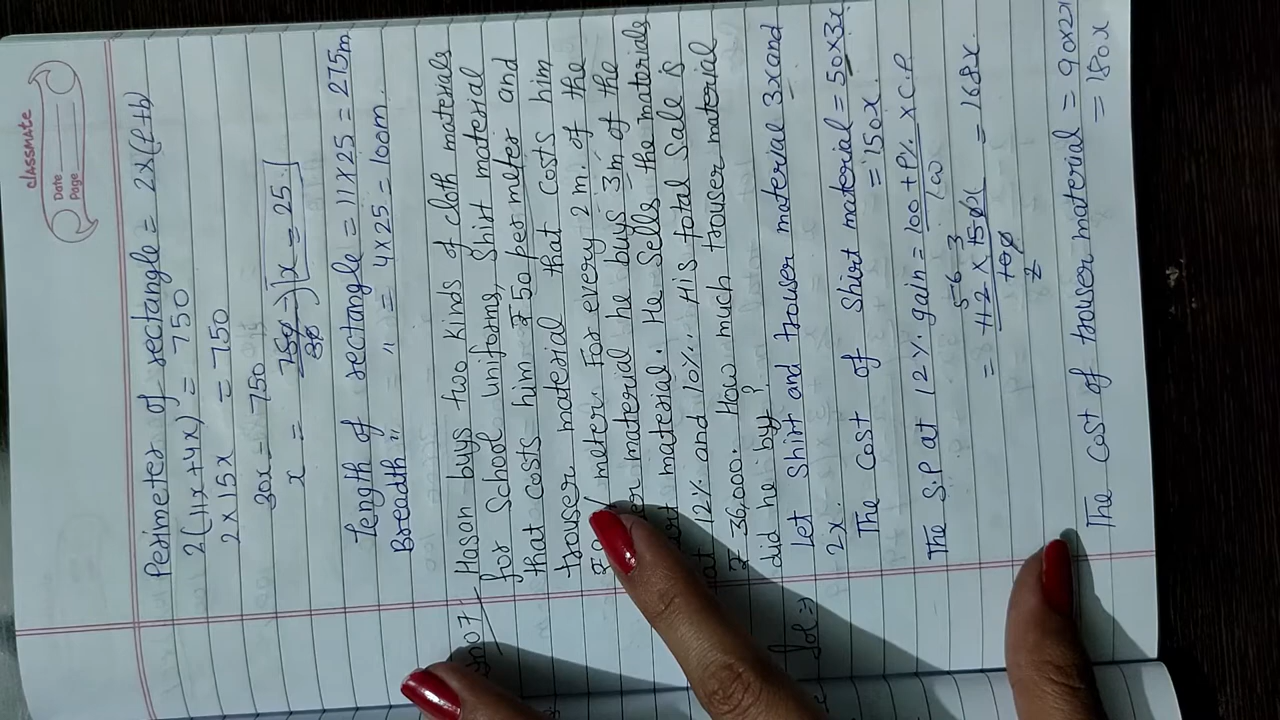 classmate
Date
Page
Perimeter of rectangle = 2×(l+b)
2(11x+4x) = 750
2×15x = 750
30x = 750
x = 750/30 ⇒ x = 25.
Length of rectangle = 11×25 = 275m
Breadth " " = 4×25 = 100m.
Hasan buys two kinds of cloth materials
for School uniforms, Shirt material
that costs him ₹50 per meter and
trouser material that costs him
meter. For every 2 m. of the
material he buys 3m of the
material. He Sells the materials
at 12% and 10%.. His total Sale is
₹ 36,000. How much trouser material
did he buy?
Sol ⇒ Let Shirt and trouser material 3x and
2x.
The cost of Shirt material = 50×3x
= 150x.
The S.P at 12%. gain = 100+P%/100 × C.P
56 3
= 112 × 150x/100 = 168x.
2
The cost of trouser material = 90×2x
= 180x